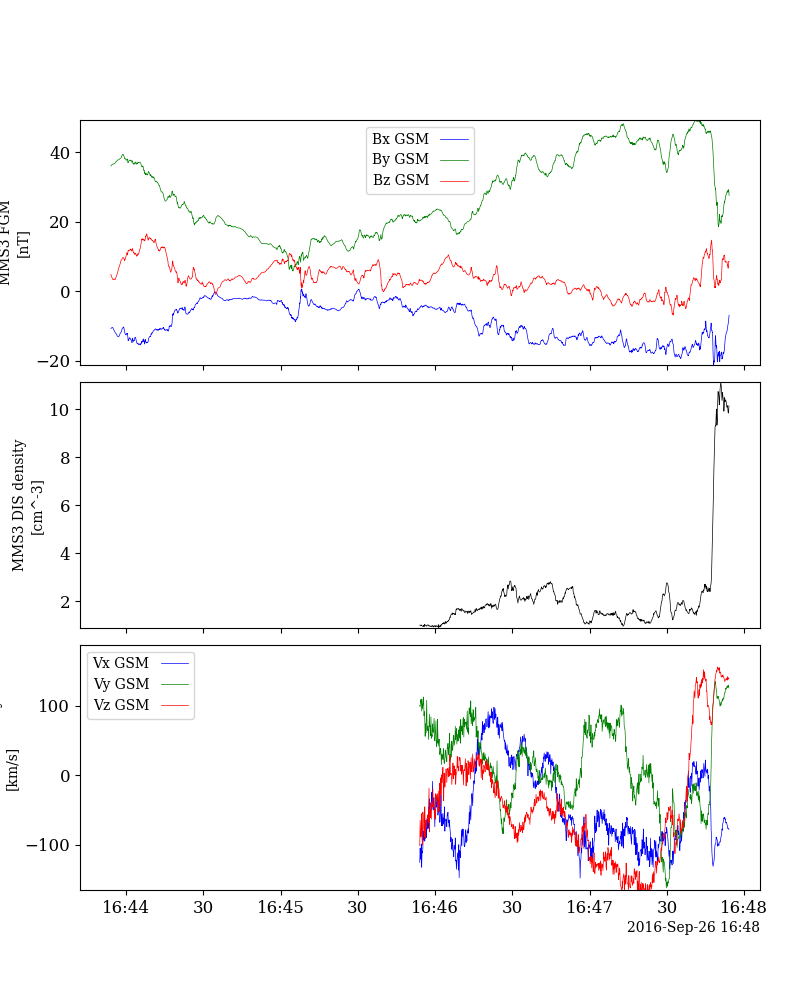 Bx GSM
By GSM
Bz GSM
MMS3 FGM
[nT]
40
20
0
−20
MMS3 DIS density
[cm^-3]
10
8
6
4
2
Vx GSM
Vy GSM
Vz GSM
[km/s]
100
0
−100
16:44 30 16:45 30 16:46 30 16:47 30 16:48
2016-Sep-26 16:48